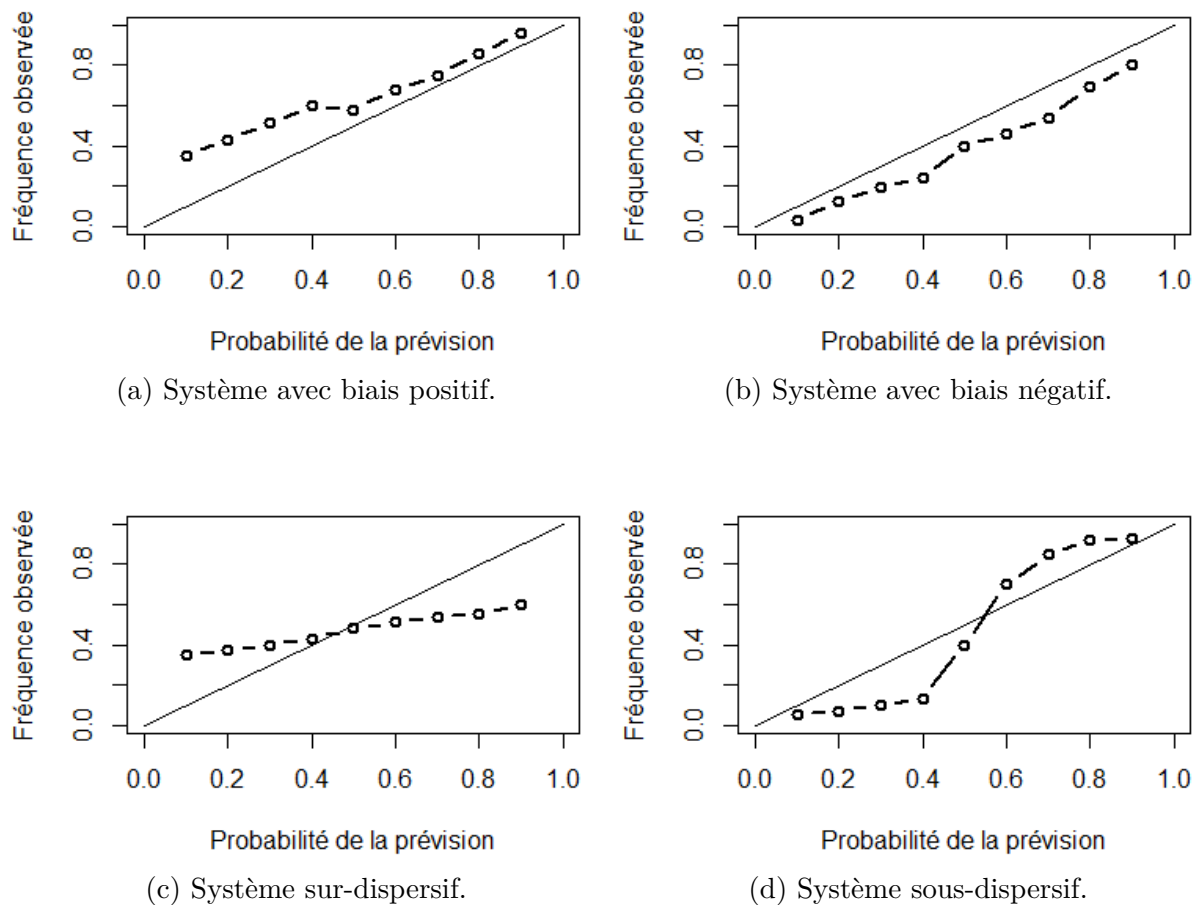 Fréquence observée
0.0 0.4 0.8
0.0 0.2 0.4 0.6 0.8 1.0
Probabilité de la prévision
(a) Système avec biais positif.
Fréquence observée
0.0 0.4 0.8
0.0 0.2 0.4 0.6 0.8 1.0
Probabilité de la prévision
(b) Système avec biais négatif.
Fréquence observée
0.0 0.4 0.8
0.0 0.2 0.4 0.6 0.8 1.0
Probabilité de la prévision
(c) Système sur-dispersif.
Fréquence observée
0.0 0.4 0.8
0.0 0.2 0.4 0.6 0.8 1.0
Probabilité de la prévision
(d) Système sous-dispersif.